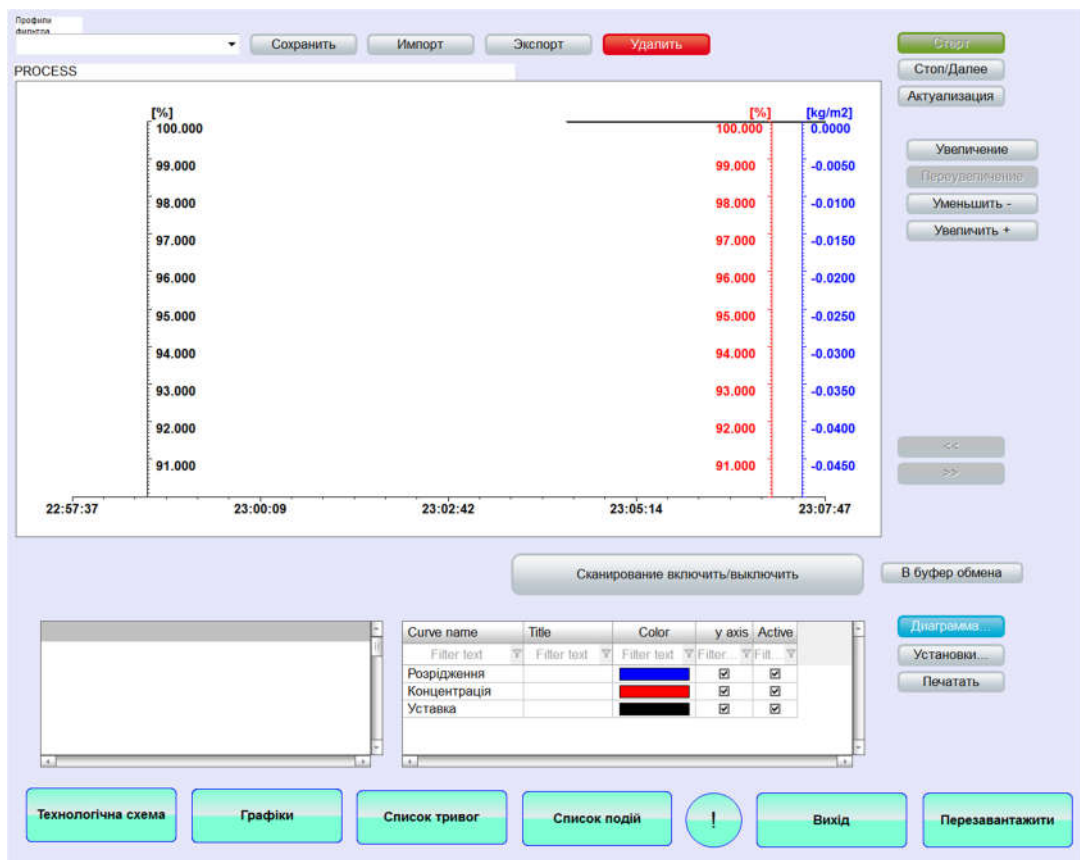 Профили
фильтра
Сохранить
Импорт
Экспорт
Удалить
Старт
Стоп/Далее
Актуализация
PROCESS
[%]
100.000
99.000
98.000
97.000
96.000
95.000
94.000
93.000
92.000
91.000
[%]
100.000
99.000
98.000
97.000
96.000
95.000
94.000
93.000
92.000
91.000
[kg/m2]
0.0000
-0.0050
-0.0100
-0.0150
-0.0200
-0.0250
-0.0300
-0.0350
-0.0400
-0.0450
22:57:37 23:00:09 23:02:42 23:05:14 23:07:47
Увеличение
Переувеличение
Уменьшить -
Увеличить +
<<
>>
Сканирование включить/выключить
В буфер обмена
Curve name Title Color y axis Active
Filter text Filter text Filter text Filter... Filt...
Розрідження
Концентрація
Уставка
Диаграмма...
Установки...
Печатать
Технологічна схема
Графіки
Список тривог
Список подій
!
Вихід
Перезавантажити